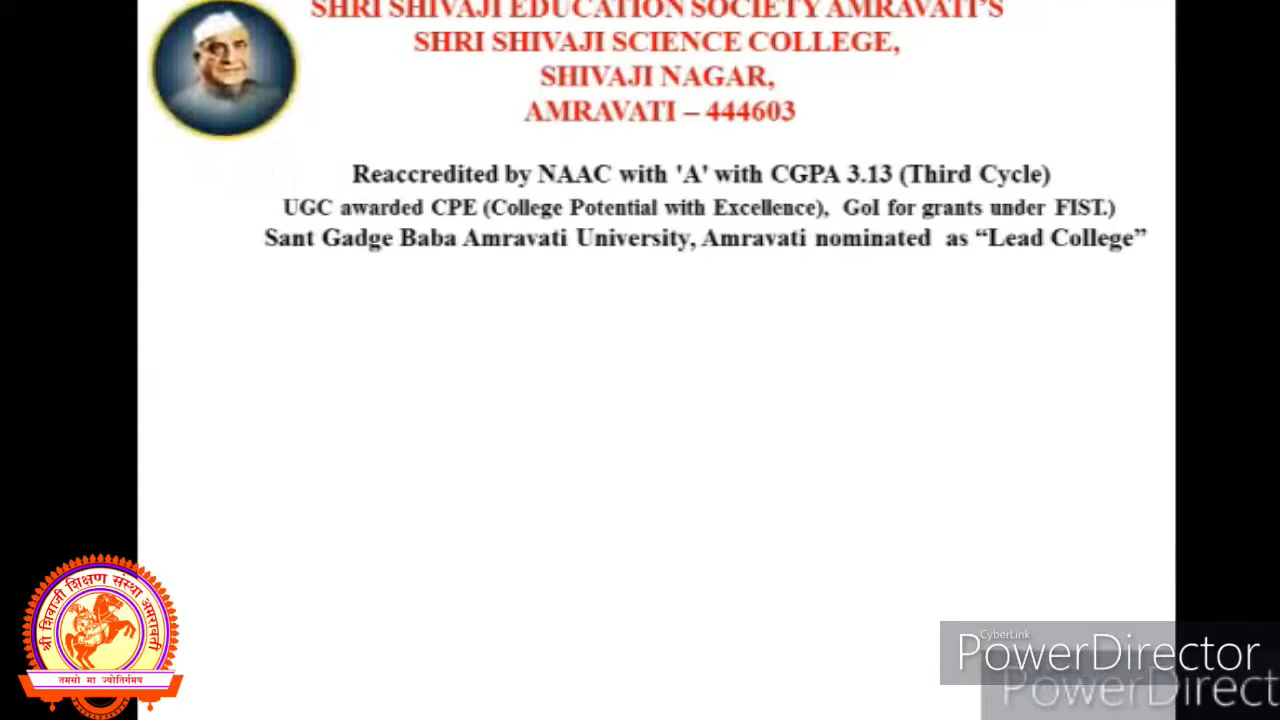 SHRI SHIVAJI EDUCATION SOCIETY AMRAVATI'S
SHRI SHIVAJI SCIENCE COLLEGE,
SHIVAJI NAGAR,
AMRAVATI – 444603
Reaccredited by NAAC with 'A' with CGPA 3.13 (Third Cycle)
UGC awarded CPE (College Potential with Excellence), GoI for grants under FIST.)
Sant Gadge Baba Amravati University, Amravati nominated as “Lead College”
श्री शिवाजी शिक्षण संस्था अमरावती
तमसो मा ज्योतिर्गमय
CyberLink
PowerDirector
PowerDirect